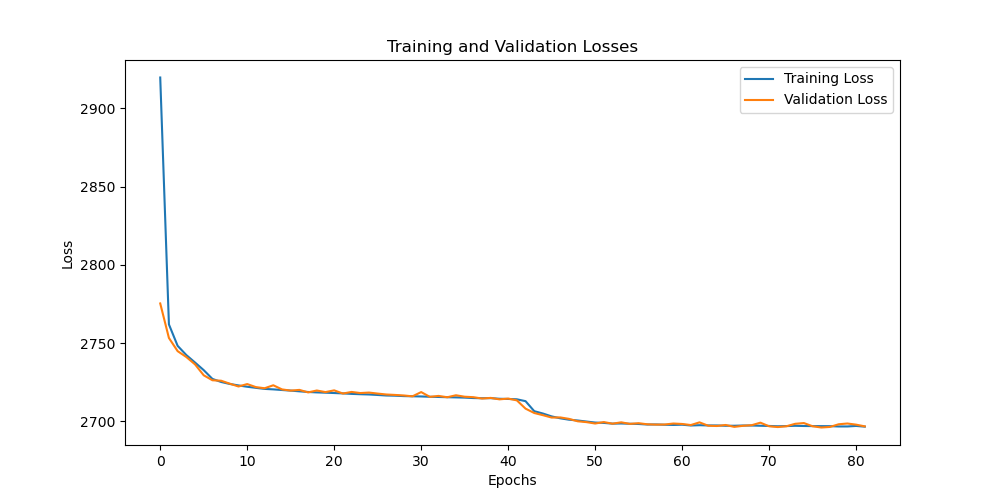 Training and Validation Losses
Training Loss
Validation Loss
2900
2850
2800
2750
2700
Loss
0 10 20 30 40 50 60 70 80
Epochs